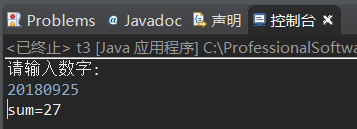 Problems @ Javadoc 声明 控制台
<已终止> t3 [Java 应用程序] C:\ProfessionalSoftwa
请输入数字:
20180925
sum=27